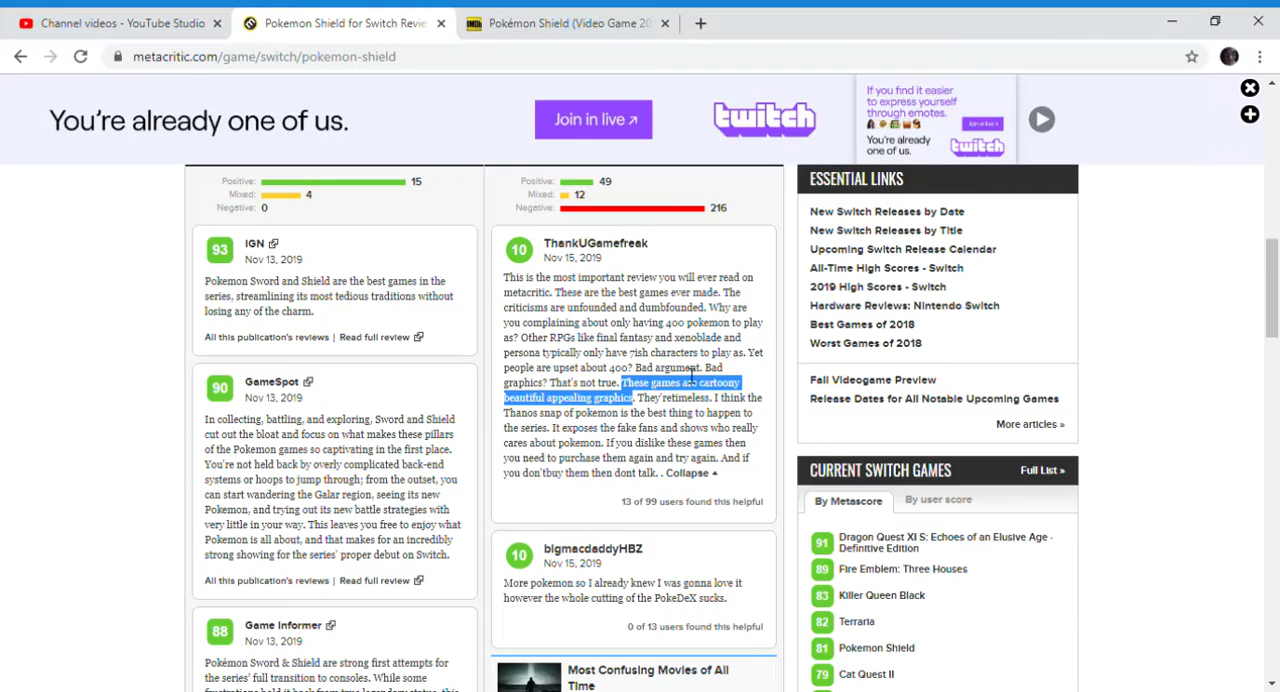 Channel videos - YouTube Studio
Pokemon Shield for Switch Revie
Pokémon Shield (Video Game 20
metacritic.com/game/switch/pokemon-shield
You're already one of us.
Join in live ↗
twitch
If you find it easier
to express yourself
through emotes.
Join in live ↗
You're already
one of us.
twitch
Positive: 15
Mixed: 4
Negative: 0
93
IGN
Nov 13, 2019
Pokemon Sword and Shield are the best games in the
series, streamlining its most tedious traditions without
losing any of the charm.
All this publication's reviews | Read full review
90
GameSpot
Nov 13, 2019
In collecting, battling, and exploring, Sword and Shield
cut out the bloat and focus on what makes these pillars
of the Pokemon games so captivating in the first place.
You're not held back by overly complicated back-end
systems or hoops to jump through; from the outset, you
can start wandering the Galar region, seeing its new
Pokemon, and trying out its new battle strategies with
very little in your way. This leaves you free to enjoy what
Pokemon is all about, and that makes for an incredibly
strong showing for the series' proper debut on Switch.
All this publication's reviews | Read full review
88
Game Informer
Nov 13, 2019
Pokémon Sword & Shield are strong first attempts for
the series' full transition to consoles. While some
Positive: 49
Mixed: 12
Negative: 216
10
ThankUGamefreak
Nov 15, 2019
This is the most important review you will ever read on
metacritic. These are the best games ever made. The
criticisms are unfounded and dumbfounded. Why are
you complaining about only having 400 pokemon to play
as? Other RPGs like final fantasy and xenoblade and
persona typically only have 7ish characters to play as. Yet
people are upset about 400? Bad argument. Bad
graphics? That's not true. These games are cartoony
beautiful appealing graphics. They'retimeless. I think the
Thanos snap of pokemon is the best thing to happen to
the series. It exposes the fake fans and shows who really
cares about pokemon. If you dislike these games then
you need to purchase them again and try again. And if
you don'tbuy them then dont talk. . Collapse
13 of 99 users found this helpful
10
bigmacdaddyHBZ
Nov 15, 2019
More pokemon so I already knew I was gonna love it
however the whole cutting of the PokeDeX sucks.
0 of 13 users found this helpful
Most Confusing Movies of All
Time
ESSENTIAL LINKS
New Switch Releases by Date
New Switch Releases by Title
Upcoming Switch Release Calendar
All-Time High Scores - Switch
2019 High Scores - Switch
Hardware Reviews: Nintendo Switch
Best Games of 2018
Worst Games of 2018
Fall Videogame Preview
Release Dates for All Notable Upcoming Games
More articles »
CURRENT SWITCH GAMES
Full List »
By Metascore
By user score
91 Dragon Quest XI S: Echoes of an Elusive Age -
Definitive Edition
89 Fire Emblem: Three Houses
83 Killer Queen Black
82 Terraria
81 Pokemon Shield
79 Cat Quest II